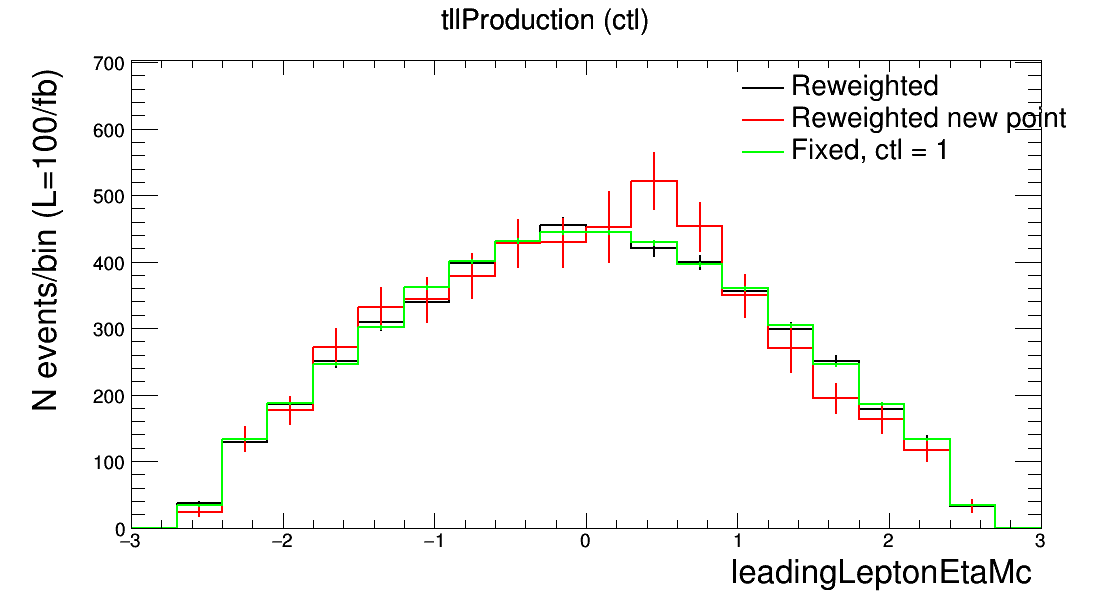 tllProduction (ctl)
N events/bin (L=100/fb)
700
600
500
400
300
200
100
0
Reweighted
Reweighted new point
Fixed, ctl = 1
−3 −2 −1 0 1 2 3
leadingLeptonEtaMc